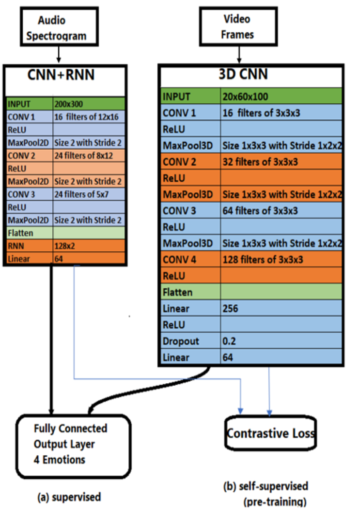 Audio
Spectrogram
Video
Frames
CNN+RNN
INPUT 200x300
CONV 1 16 filters of 12x16
ReLU
MaxPool2D Size 2 with Stride 2
CONV 2 24 filters of 8x12
ReLU
MaxPool2D Size 2 with Stride 2
CONV 3 24 filters of 5x7
ReLU
MaxPool2D Size 2 with Stride 2
Flatten
RNN 128x2
Linear 64
3D CNN
INPUT 20x60x100
CONV 1 16 filters of 3x3x3
ReLU
MaxPool3D Size 1x3x3 with Stride 1x2x2
CONV 2 32 filters of 3x3x3
ReLU
MaxPool3D Size 1x3x3 with Stride 1x2x2
CONV 3 64 filters of 3x3x3
ReLU
MaxPool3D Size 1x3x3 with Stride 1x2x2
CONV 4 128 filters of 3x3x3
ReLU
Flatten
Linear 256
ReLU
Dropout 0.2
Linear 64
Fully Connected
Output Layer
4 Emotions
Contrastive Loss
(a) supervised
(b) self-supervised
(pre-training)